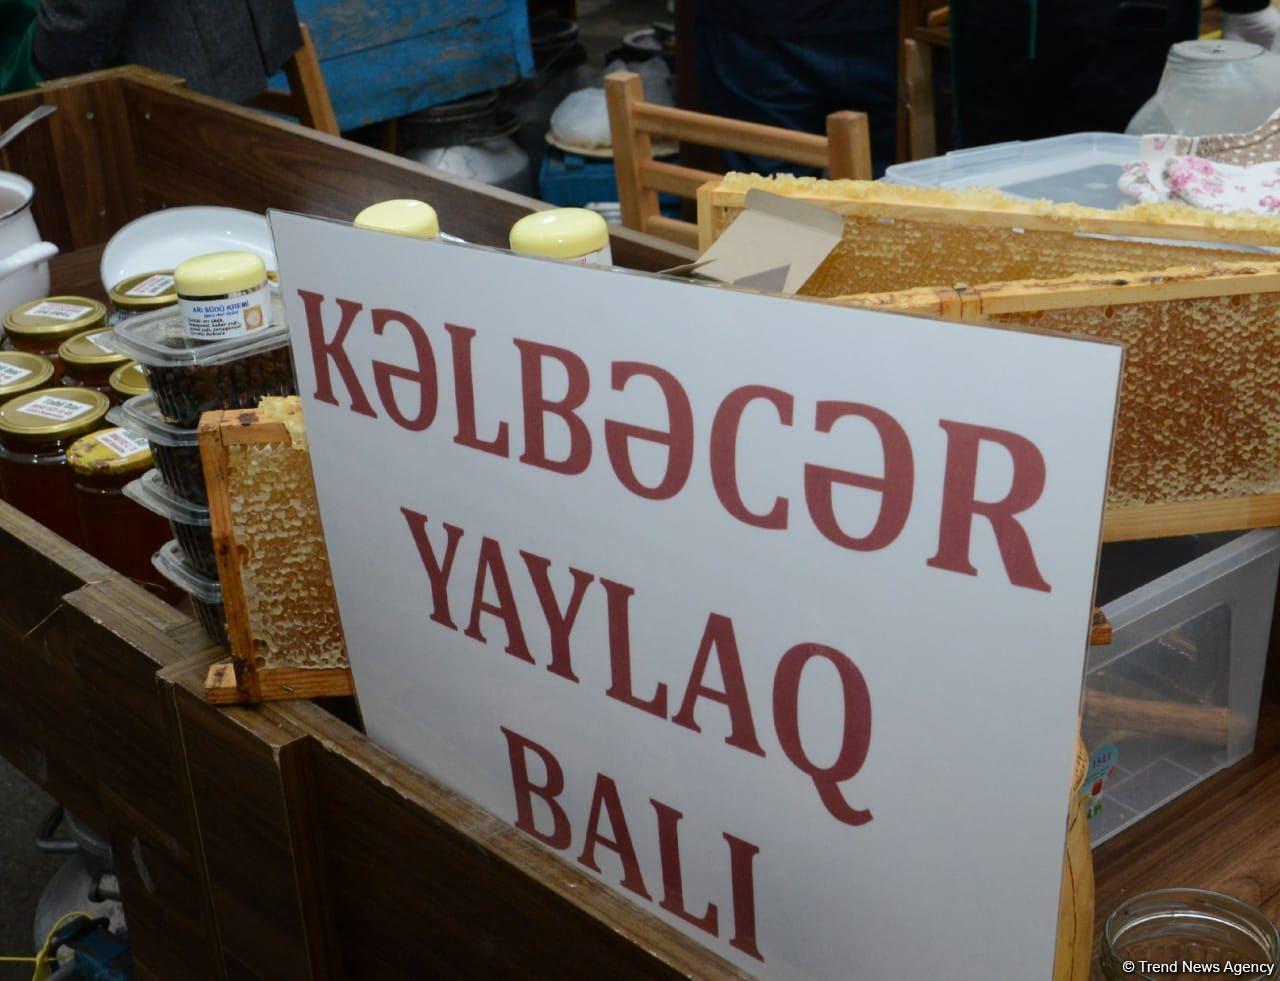 KƏLBƏCƏR
YAYLAQ
BALI
ARI SÜDÜ KREMİ
© Trend News Agency